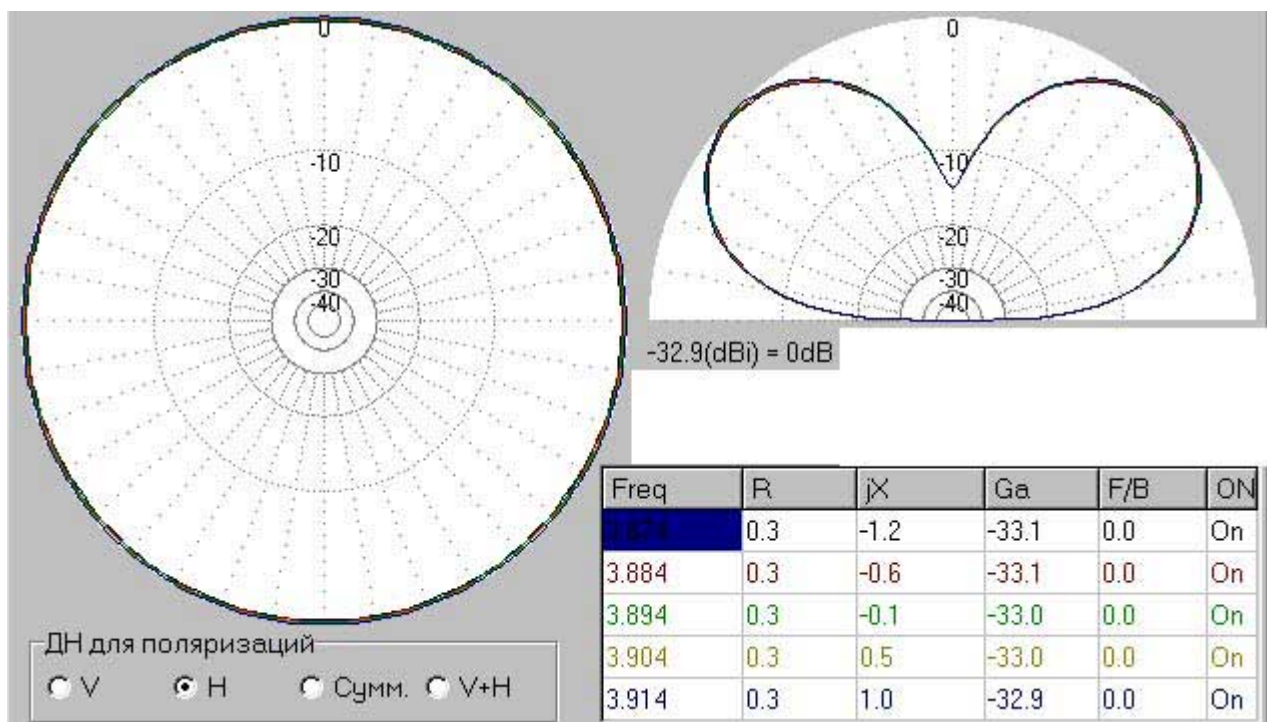 0
-10
-20
-30
-40
0
-10
-20
-30
-40
-32.9(dBi) = 0dB
Freq R jX Ga F/B ON
3.874 0.3 -1.2 -33.1 0.0 On
3.884 0.3 -0.6 -33.1 0.0 On
3.894 0.3 -0.1 -33.0 0.0 On
3.904 0.3 0.5 -33.0 0.0 On
3.914 0.3 1.0 -32.9 0.0 On
ДН для поляризаций
V H Сумм. V+H